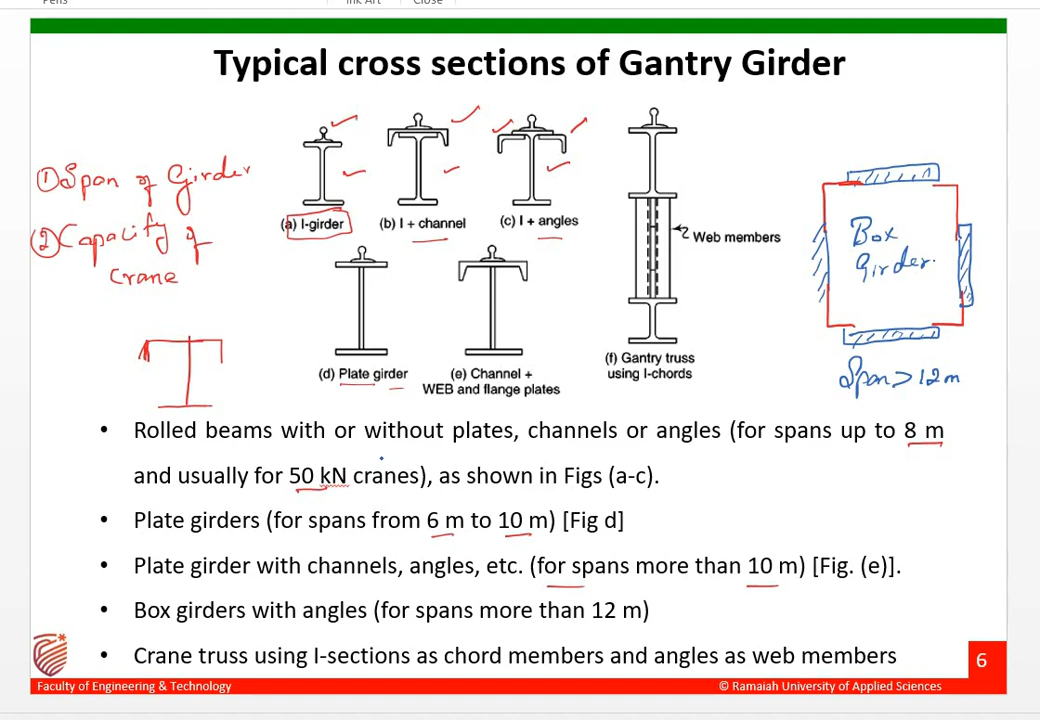 Pens
Ink Art
Close
Typical cross sections of Gantry Girder
① Span of Girder
② Capacity of
Crane
(a) I-girder
(b) I + channel
(c) I + angles
Web members
Box
Girder.
(d) Plate girder
(e) Channel +
WEB and flange plates
(f) Gantry truss
using I-chords
Span > 12 m
• Rolled beams with or without plates, channels or angles (for spans up to 8 m
and usually for 50 kN cranes), as shown in Figs (a-c).
• Plate girders (for spans from 6 m to 10 m) [Fig d]
• Plate girder with channels, angles, etc. (for spans more than 10 m) [Fig. (e)].
• Box girders with angles (for spans more than 12 m)
• Crane truss using I-sections as chord members and angles as web members
6
Faculty of Engineering & Technology
© Ramaiah University of Applied Sciences